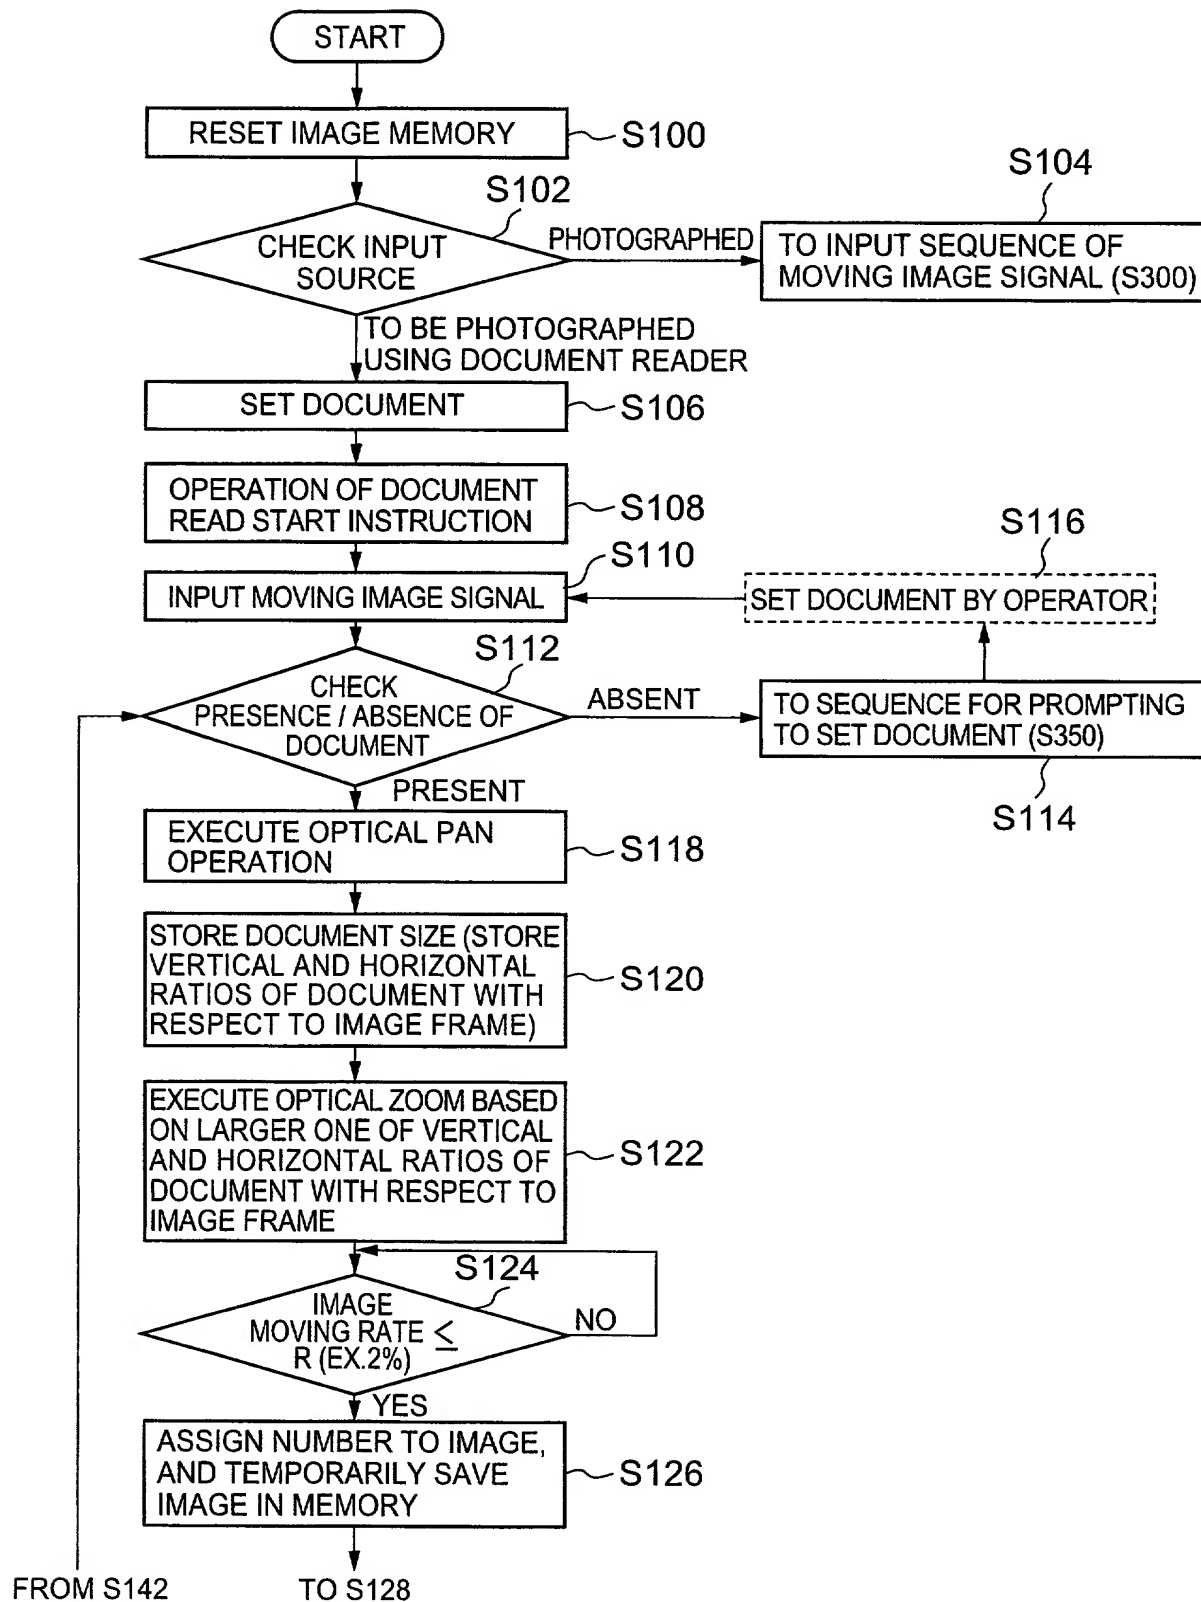 START
RESET IMAGE MEMORY
S100
S102
CHECK INPUT
SOURCE
PHOTOGRAPHED
S104
TO INPUT SEQUENCE OF
MOVING IMAGE SIGNAL (S300)
TO BE PHOTOGRAPHED
USING DOCUMENT READER
SET DOCUMENT
S106
OPERATION OF DOCUMENT
READ START INSTRUCTION
S108
S110
INPUT MOVING IMAGE SIGNAL
S116
SET DOCUMENT BY OPERATOR
S112
CHECK
PRESENCE / ABSENCE OF
DOCUMENT
ABSENT
TO SEQUENCE FOR PROMPTING
TO SET DOCUMENT (S350)
S114
PRESENT
EXECUTE OPTICAL PAN
OPERATION
S118
STORE DOCUMENT SIZE (STORE
VERTICAL AND HORIZONTAL
RATIOS OF DOCUMENT WITH
RESPECT TO IMAGE FRAME)
S120
EXECUTE OPTICAL ZOOM BASED
ON LARGER ONE OF VERTICAL
AND HORIZONTAL RATIOS OF
DOCUMENT WITH RESPECT TO
IMAGE FRAME
S122
S124
IMAGE
MOVING RATE ≤
R (EX.2%)
NO
YES
ASSIGN NUMBER TO IMAGE,
AND TEMPORARILY SAVE
IMAGE IN MEMORY
S126
FROM S142
TO S128